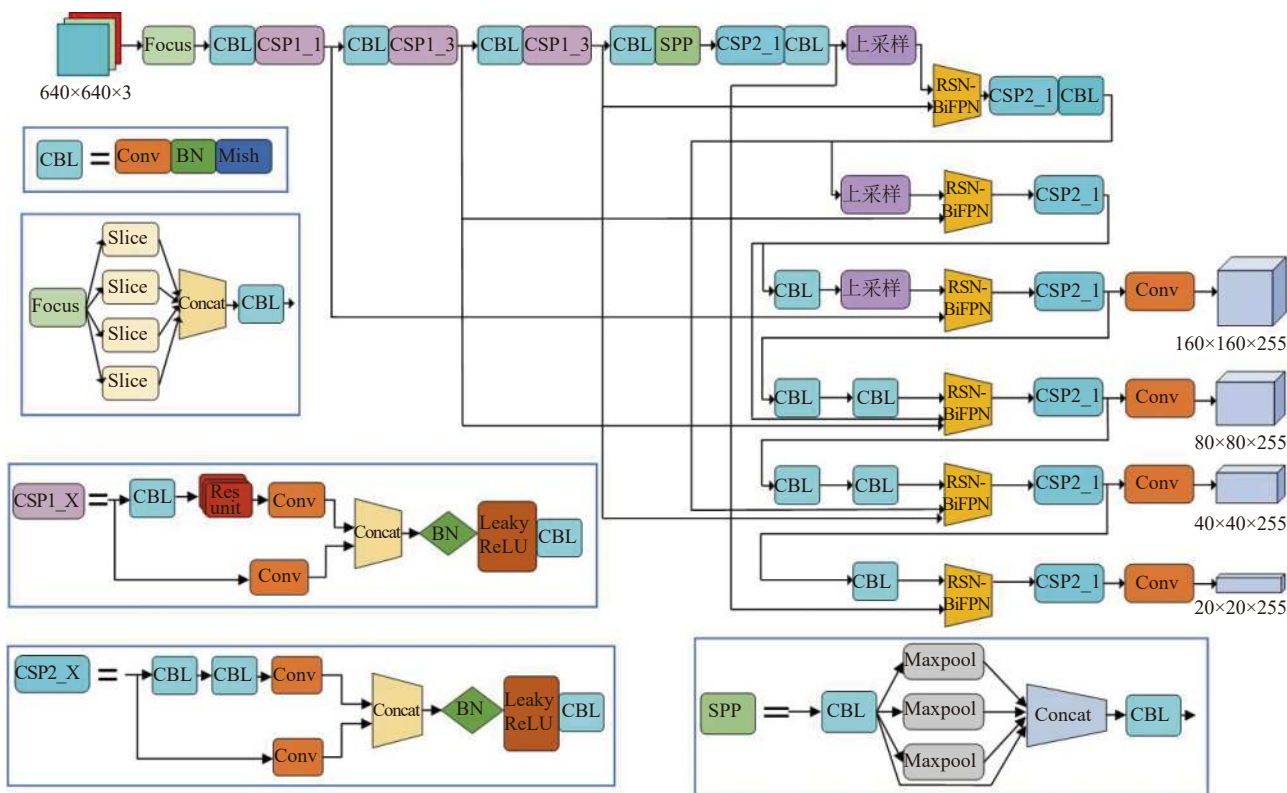 Focus
CBL
CSP1_1
CBL
CSP1_3
CBL
CSP1_3
CBL
SPP
CSP2_1
CBL
上采样
640×640×3
RSN-
BiFPN
CSP2_1
CBL
CBL
=
Conv
BN
Mish
上采样
RSN-
BiFPN
CSP2_1
Slice
Slice
Slice
Slice
Focus
Concat
CBL
CBL
上采样
RSN-
BiFPN
CSP2_1
Conv
160×160×255
CBL
CBL
RSN-
BiFPN
CSP2_1
Conv
80×80×255
CBL
CBL
RSN-
BiFPN
CSP2_1
Conv
40×40×255
CBL
RSN-
BiFPN
CSP2_1
Conv
20×20×255
CSP1_X
=
CBL
Res
unit
Conv
Conv
Concat
BN
Leaky
ReLU
CBL
CSP2_X
=
CBL
CBL
Conv
Conv
Concat
BN
Leaky
ReLU
CBL
SPP
=
CBL
Maxpool
Maxpool
Maxpool
Concat
CBL